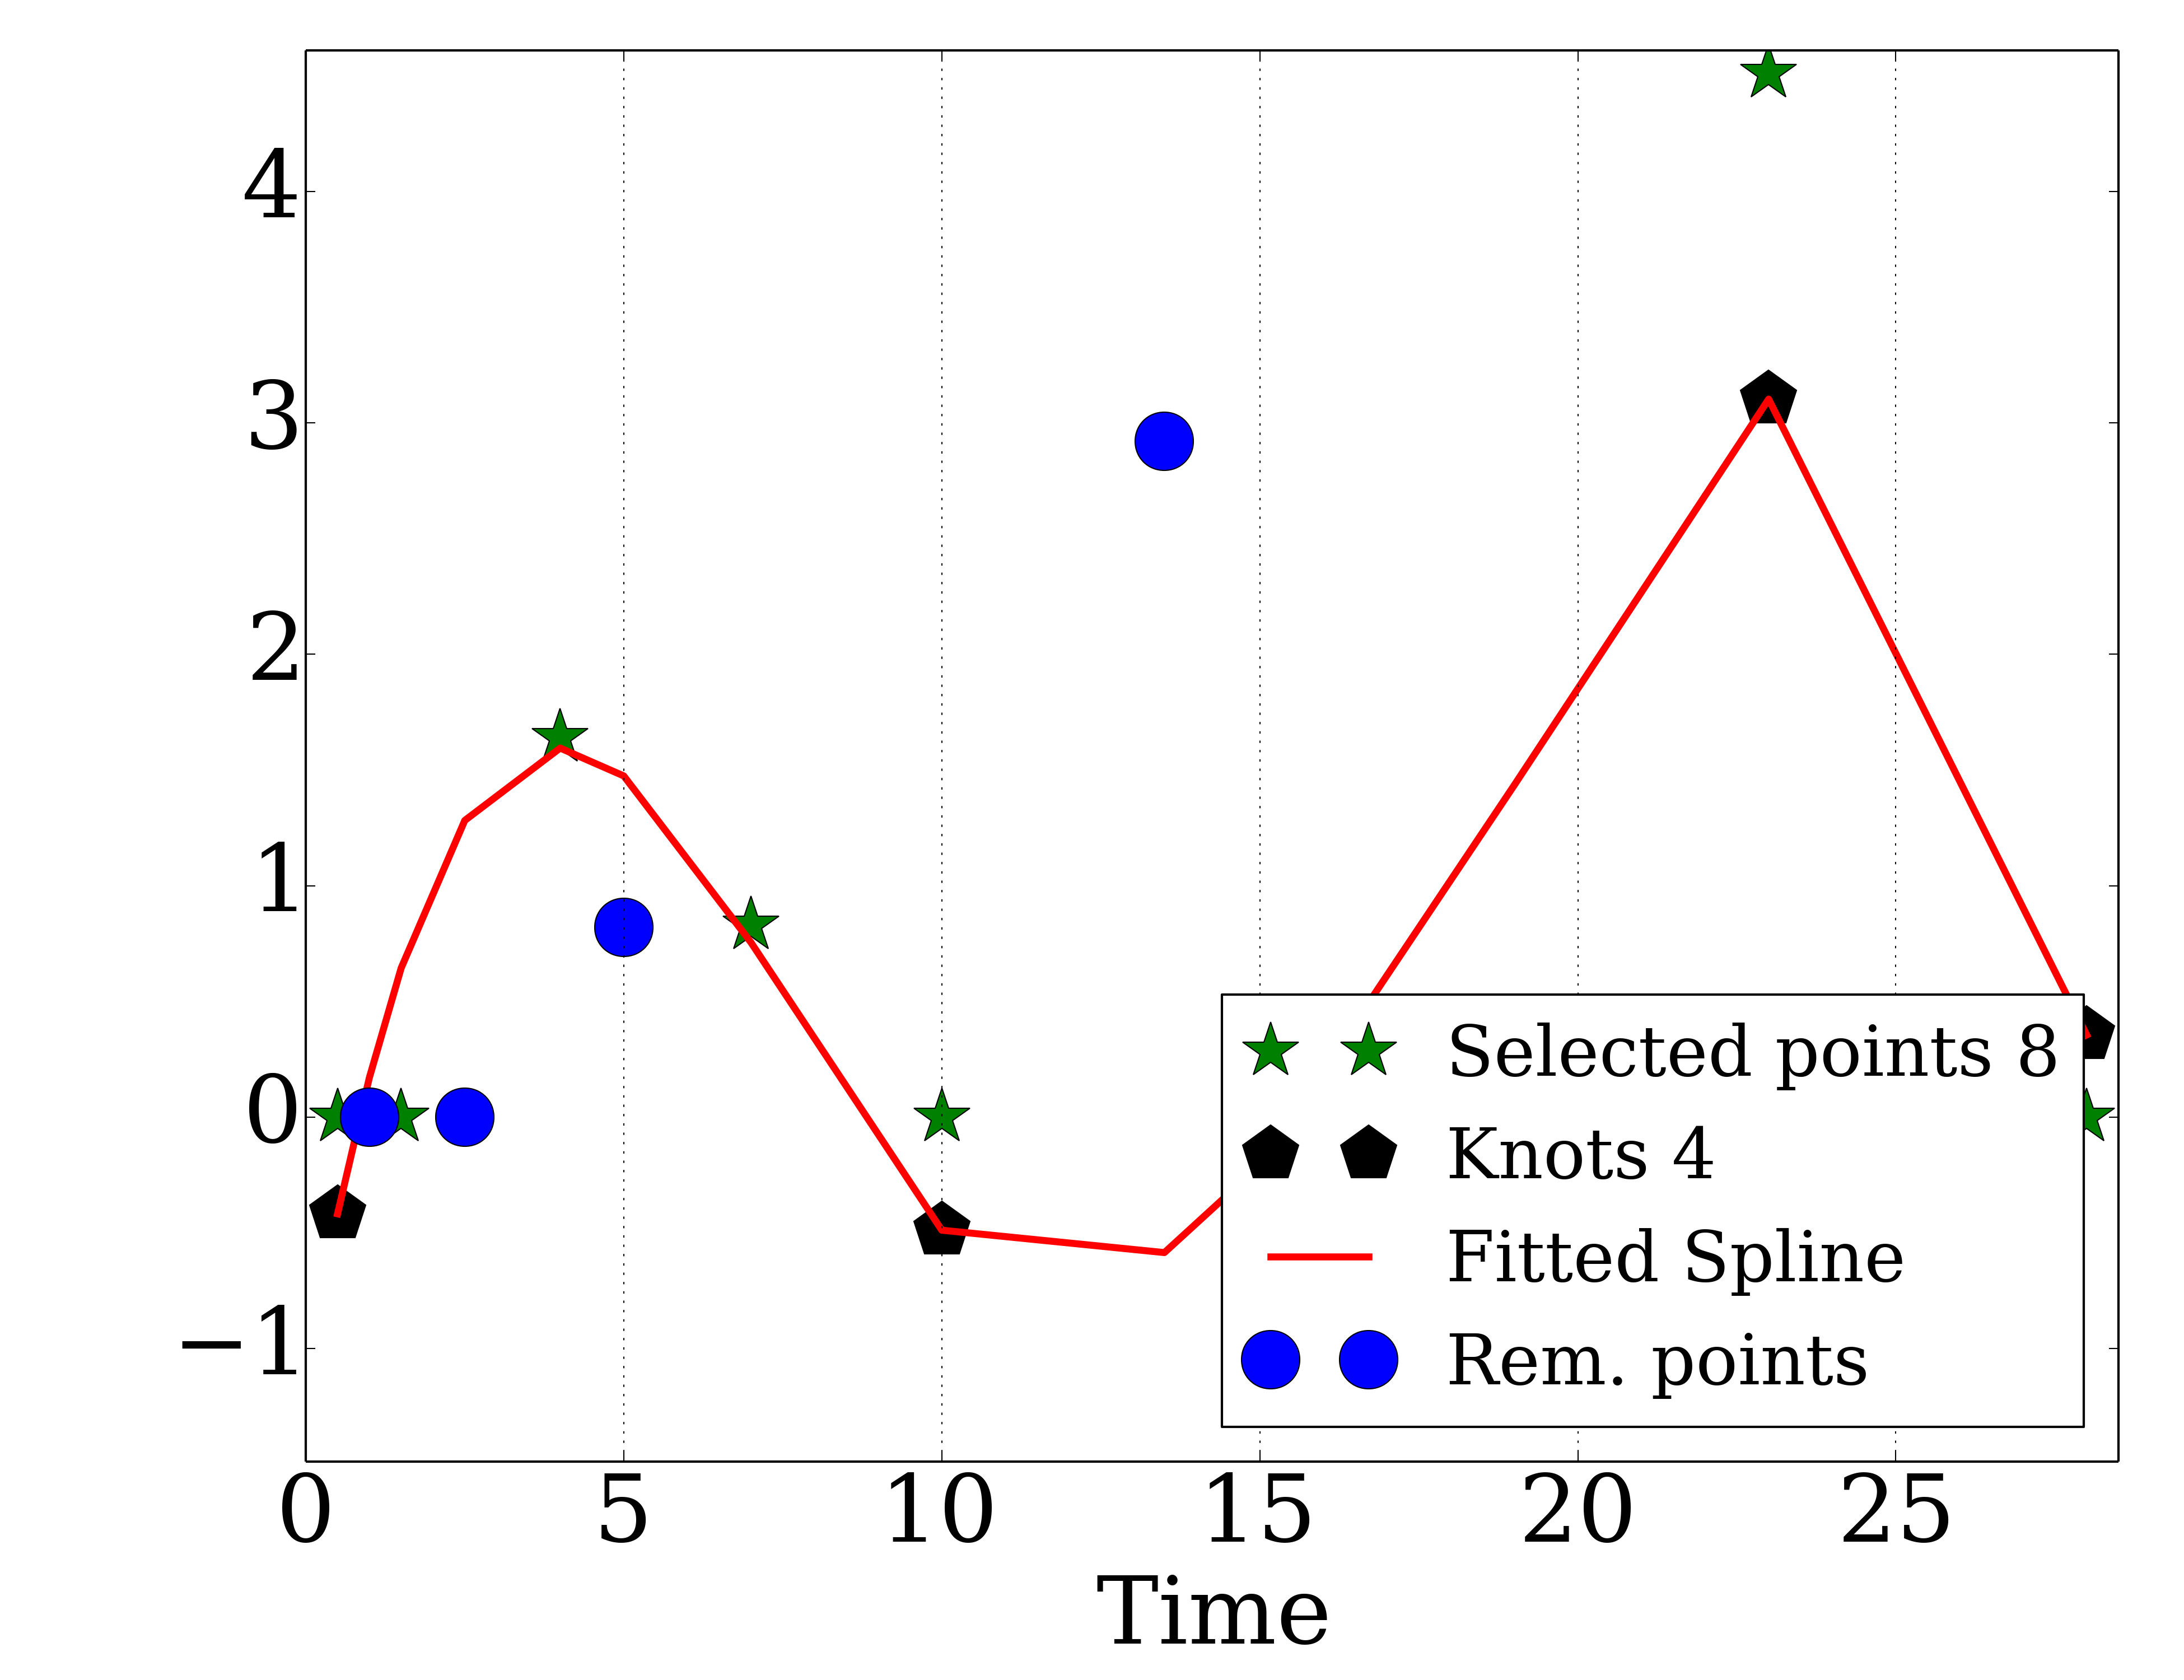 4
3
2
1
0
−1
0 5 10 15 20 25
Time
Selected points 8
Knots 4
Fitted Spline
Rem. points